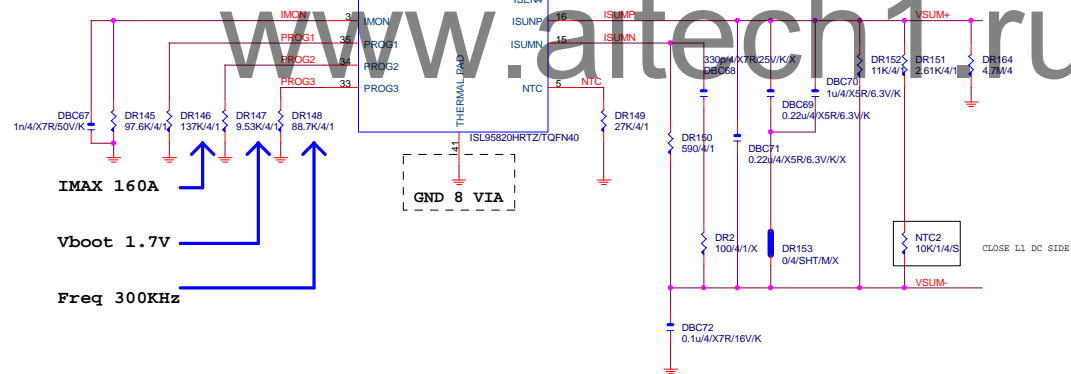 www.altech1.ru
ISEN4
IMON 3 IMON ISUNP 16 ISUMP VSUM+
PROG1 35 PROG1 ISUMN 15 ISUMN
PROG2 34 PROG2
PROG3 33 PROG3 NTC 5 NTC
THERMAL PAD
41
ISL95820HRTZ/TQFN40
330p/4/X7R/25V/K/X
DBC68
DBC70
1u/4/X5R/6.3V/K
DR152
11K/4/1
DR151
2.61K/4/1
DR164
4.7M/4
DBC69
0.22u/4/X5R/6.3V/K
DBC67
1n/4/X7R/50V/K
DR145
97.6K/4/1
DR146
137K/4/1
DR147
9.53K/4/1
DR148
88.7K/4/1
DR149
27K/4/1
DR150
590/4/1
DBC71
0.22u/4/X5R/6.3V/K/X
IMAX 160A
GND 8 VIA
Vboot 1.7V
DR2
100/4/1/X
DR153
0/4/SHT/M/X
NTC2
10K/1/4/S
CLOSE L1 DC SIDE
Freq 300KHz
VSUM-
DBC72
0.1u/4/X7R/16V/K